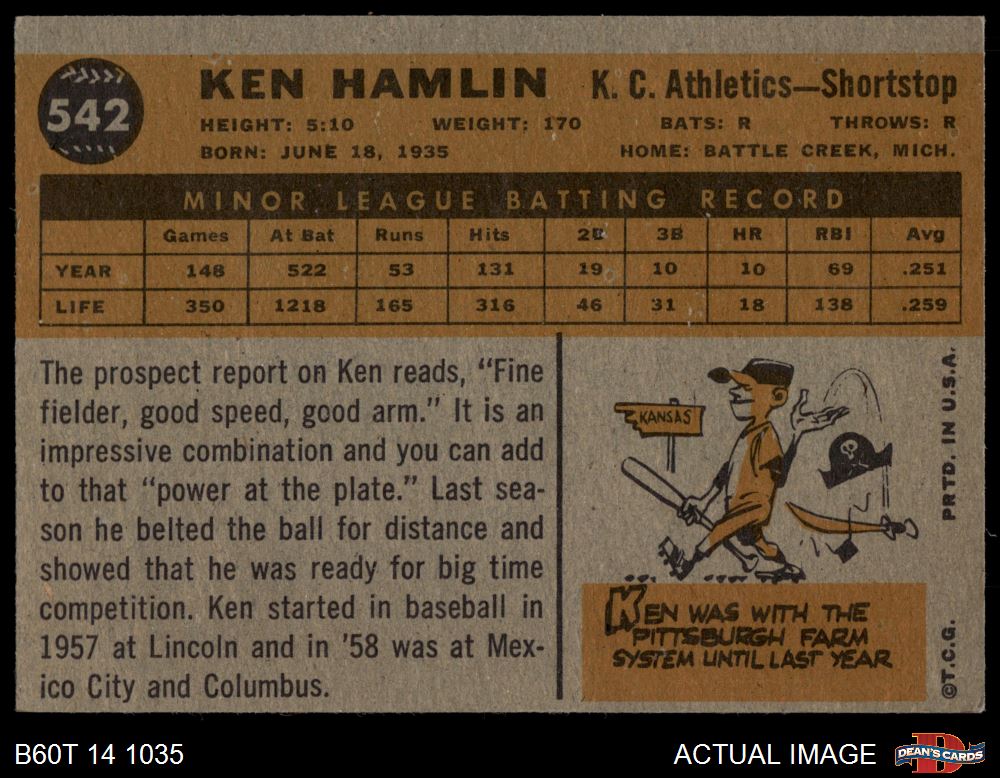 542
KEN HAMLIN K. C. Athletics—Shortstop
HEIGHT: 5:10 WEIGHT: 170 BATS: R THROWS: R
BORN: JUNE 18, 1935 HOME: BATTLE CREEK, MICH.
MINOR LEAGUE BATTING RECORD
Games At Bat Runs Hits 2B 3B HR RBI Avg
YEAR 148 522 53 131 19 10 10 69 .251
LIFE 350 1218 165 316 46 31 18 138 .259
The prospect report on Ken reads, “Fine
fielder, good speed, good arm.” It is an
impressive combination and you can add
to that “power at the plate.” Last sea-
son he belted the ball for distance and
showed that he was ready for big time
competition. Ken started in baseball in
1957 at Lincoln and in '58 was at Mex-
ico City and Columbus.
KANSAS
KEN WAS WITH THE
PITTSBURGH FARM
SYSTEM UNTIL LAST YEAR
©T.C.G. PRTD. IN U.S.A.
B60T 14 1035 ACTUAL IMAGE DEAN'S CARDS